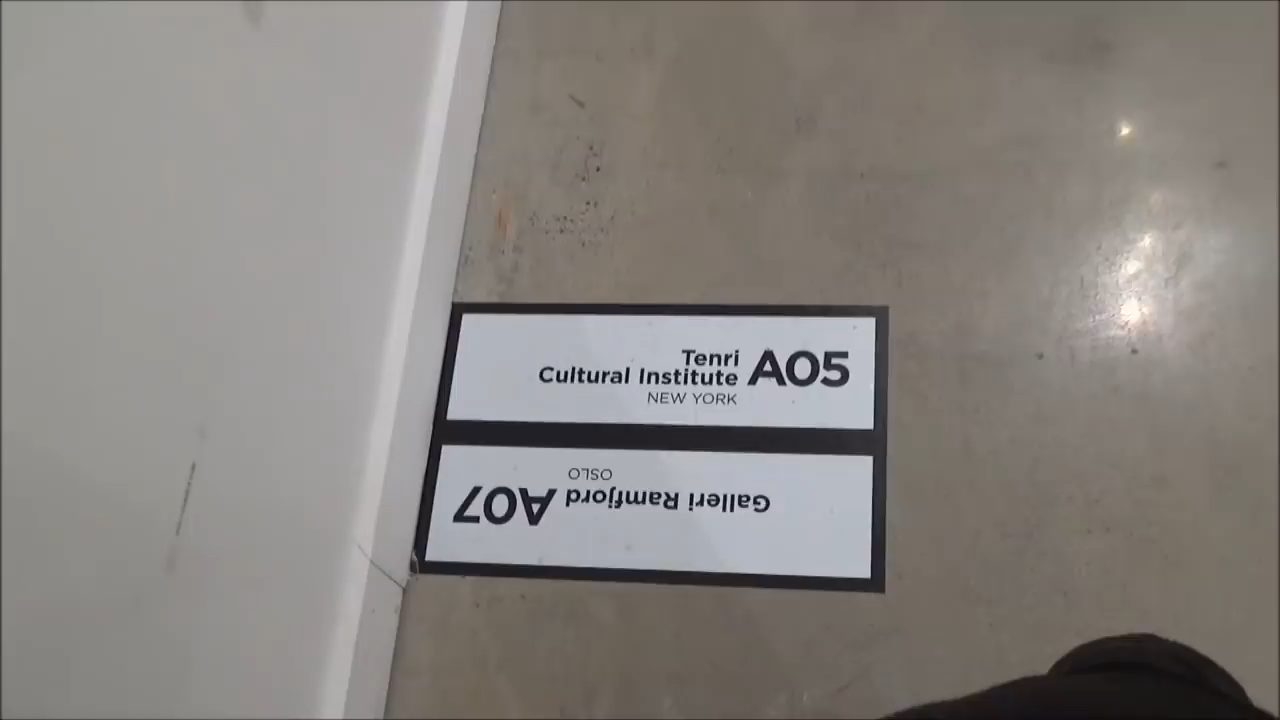 Tenri
Cultural Institute
NEW YORK
A05
A07
Galleri Ramfjord
OSLO